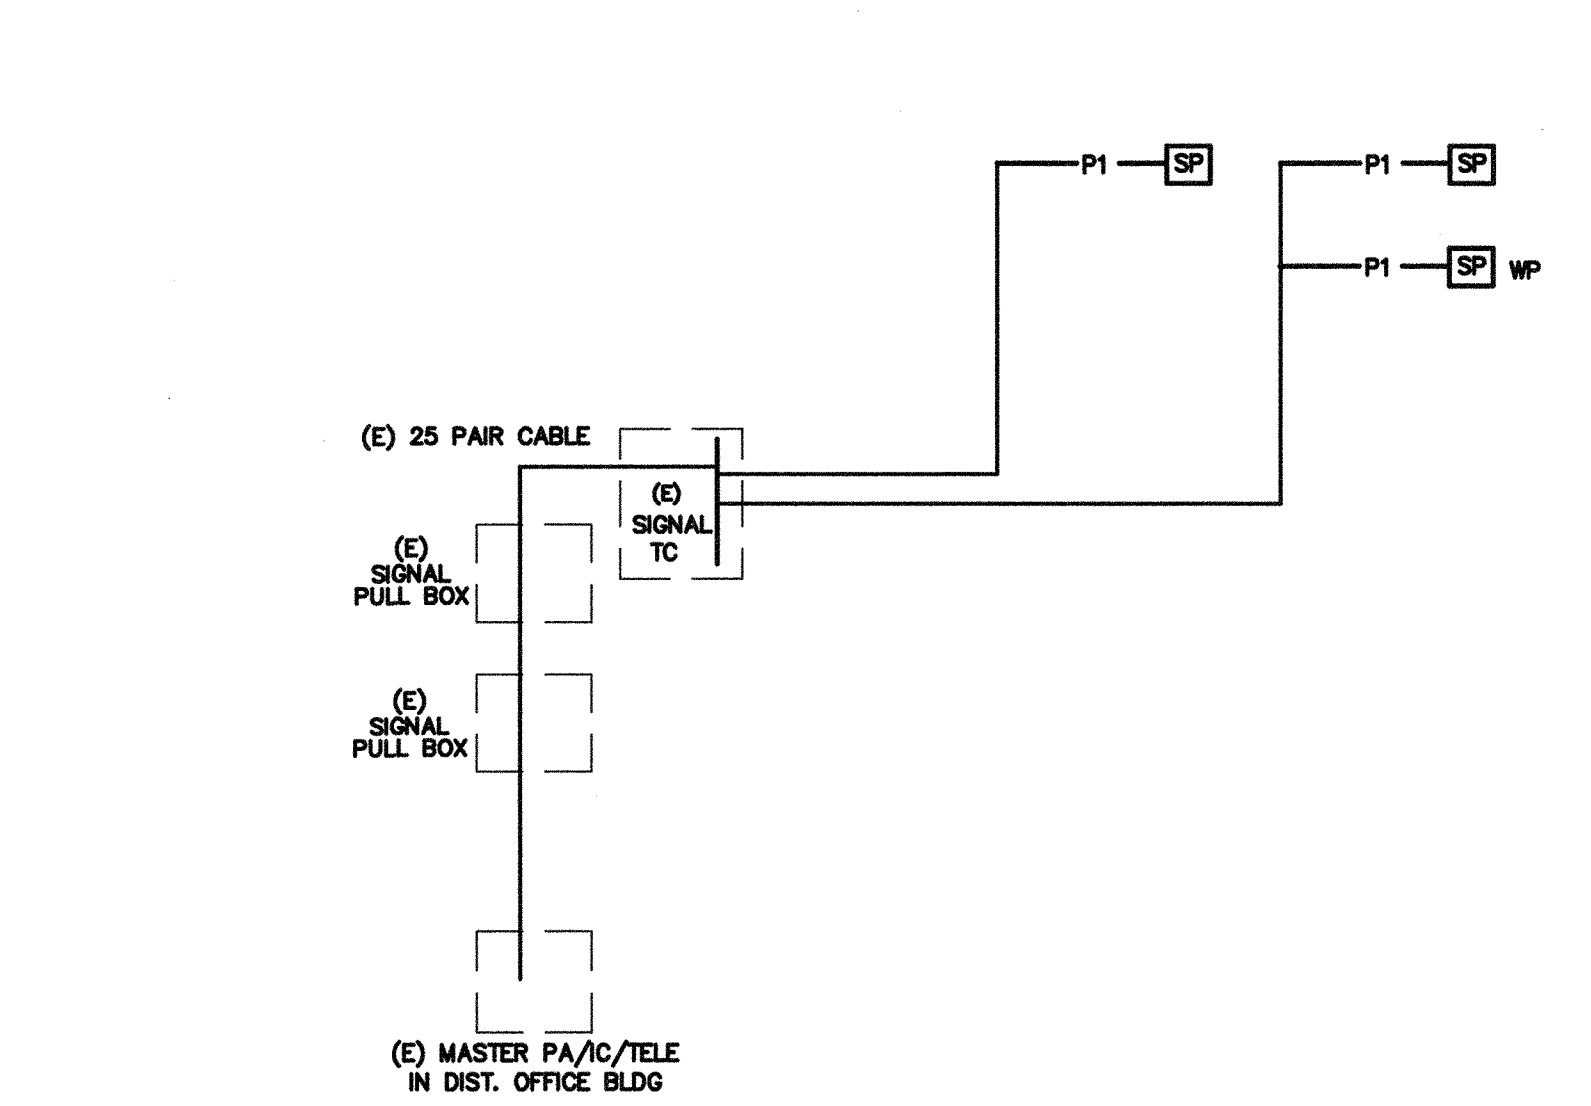 P1 SP
P1 SP
P1 SP WP
(E) 25 PAIR CABLE
(E)
SIGNAL
TC
(E)
SIGNAL
PULL BOX
(E)
SIGNAL
PULL BOX
(E) MASTER PA/IC/TELE
IN DIST. OFFICE BLDG